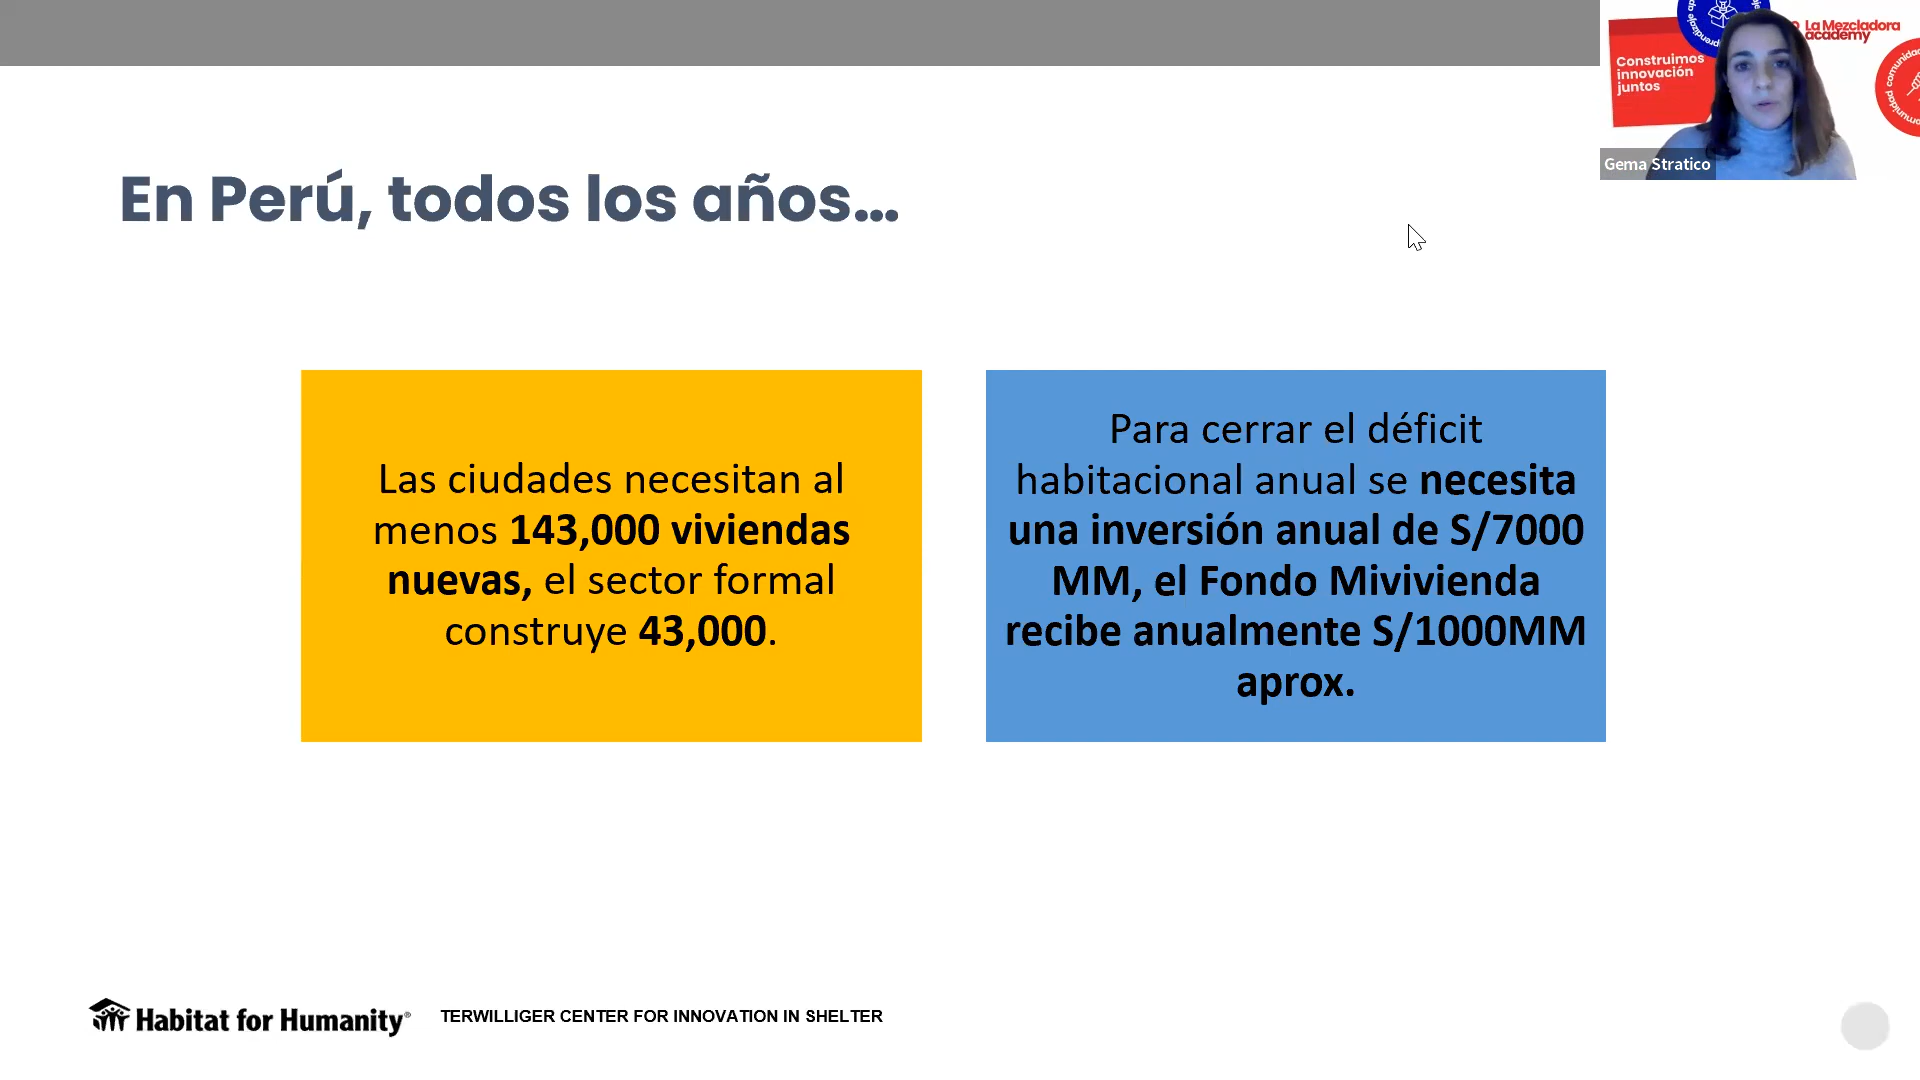 La Mezcladora
academy
Construimos
innovación
juntos
Gema Stratico
En Perú, todos los años...
Las ciudades necesitan al
menos 143,000 viviendas
nuevas, el sector formal
construye 43,000.
Para cerrar el déficit
habitacional anual se necesita
una inversión anual de S/7000
MM, el Fondo Mivivienda
recibe anualmente S/1000MM
aprox.
Habitat for Humanity®
TERWILLIGER CENTER FOR INNOVATION IN SHELTER